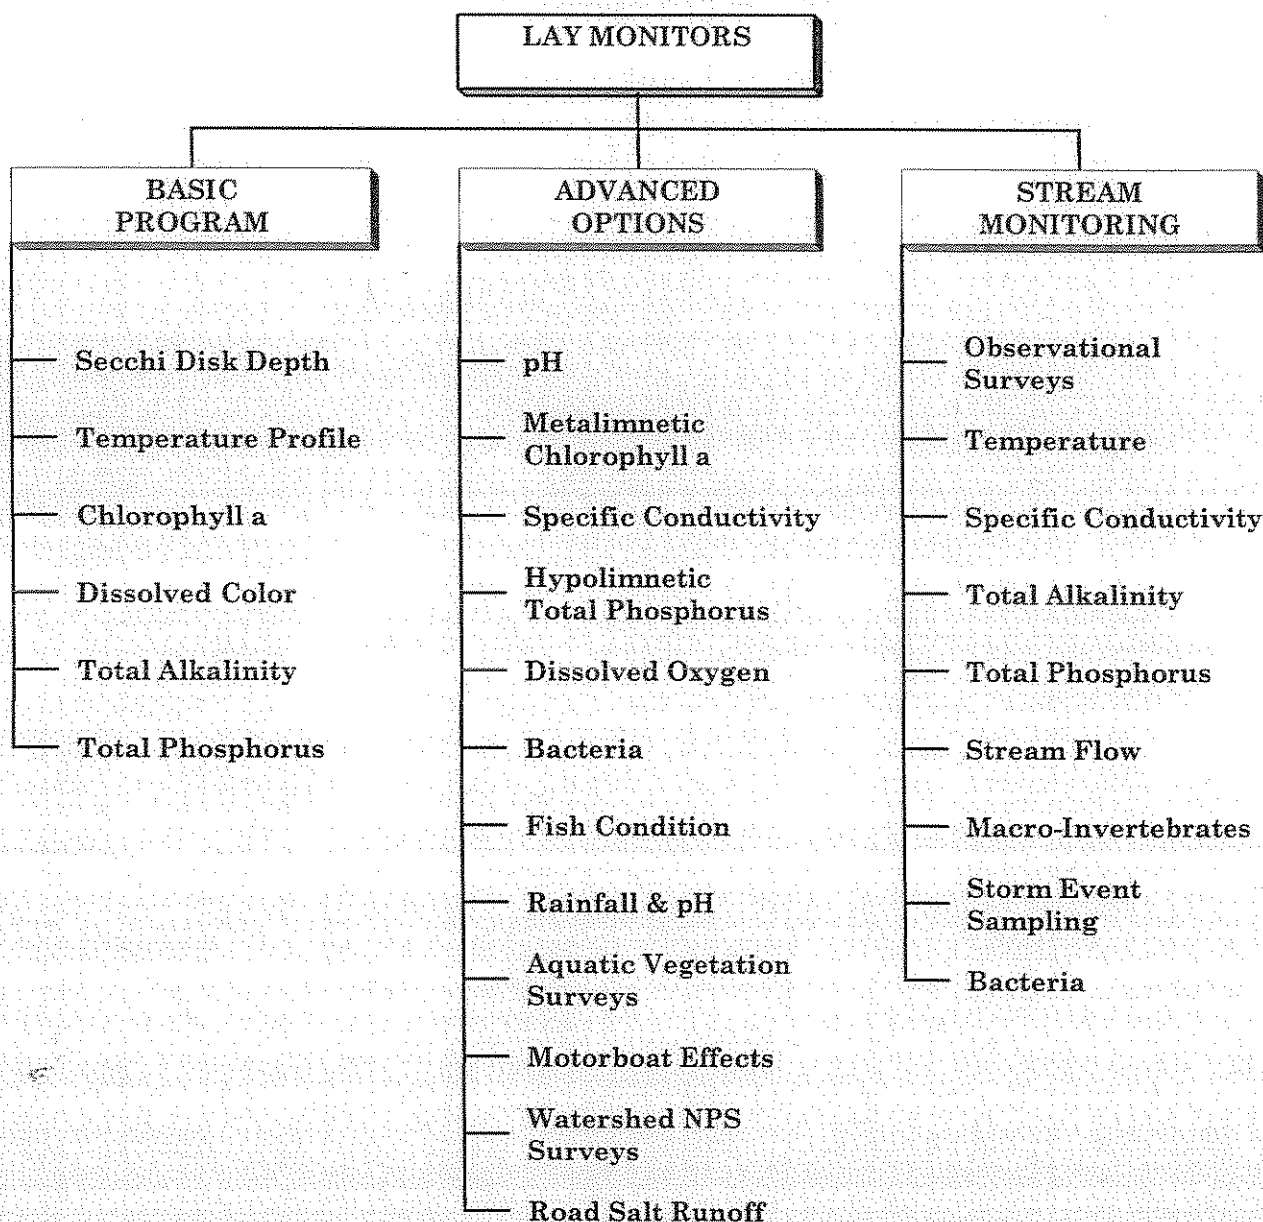 LAY MONITORS
BASIC
PROGRAM
Secchi Disk Depth
Temperature Profile
Chlorophyll a
Dissolved Color
Total Alkalinity
Total Phosphorus
ADVANCED
OPTIONS
pH
Metalimnetic
Chlorophyll a
Specific Conductivity
Hypolimnetic
Total Phosphorus
Dissolved Oxygen
Bacteria
Fish Condition
Rainfall & pH
Aquatic Vegetation
Surveys
Motorboat Effects
Watershed NPS
Surveys
Road Salt Runoff
STREAM
MONITORING
Observational
Surveys
Temperature
Specific Conductivity
Total Alkalinity
Total Phosphorus
Stream Flow
Macro-Invertebrates
Storm Event
Sampling
Bacteria